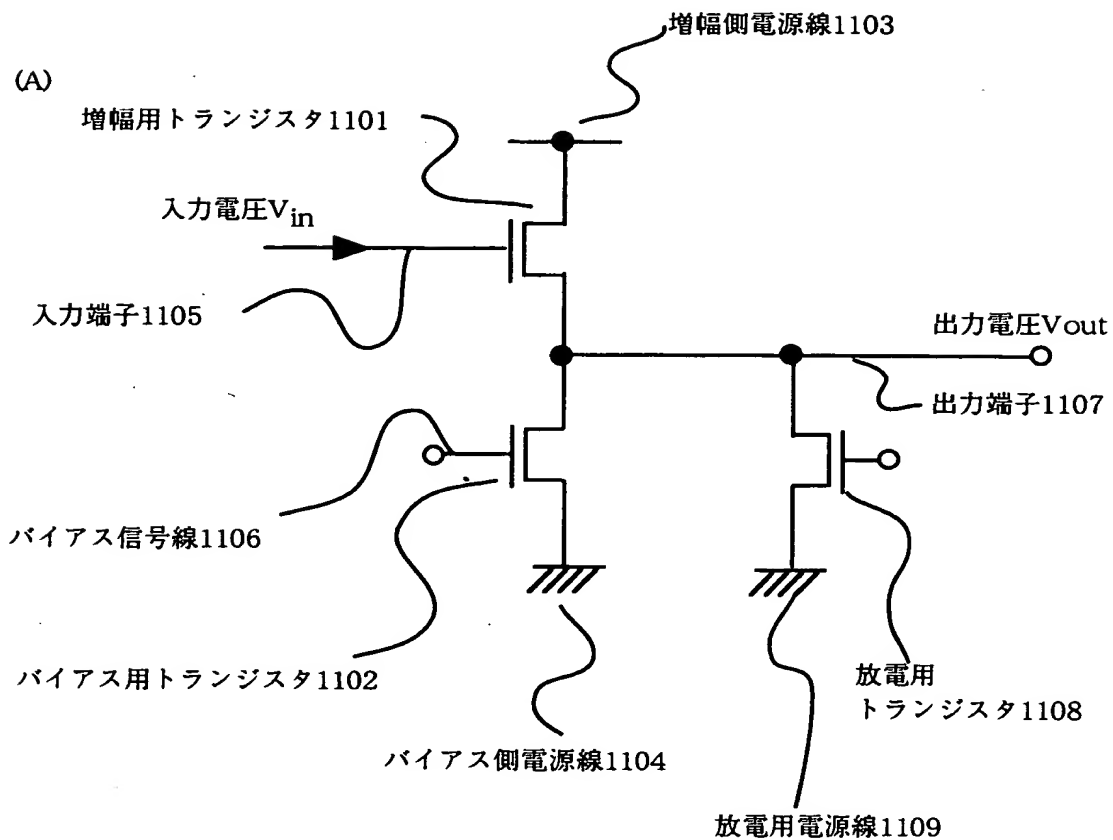 増幅側電源線1103
(A)
増幅用トランジスタ1101
入力電圧Vin
入力端子1105
出力電圧Vout
出力端子1107
バイアス信号線1106
バイアス用トランジスタ1102
放電用
トランジスタ1108
バイアス側電源線1104
放電用電源線1109